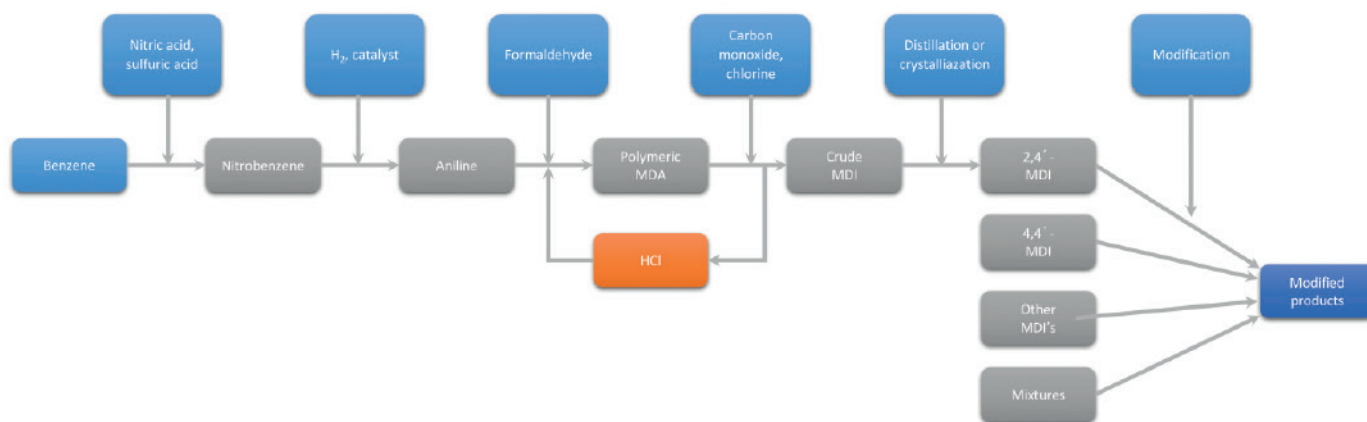 Nitric acid,
sulfuric acid
H₂, catalyst
Formaldehyde
Carbon
monoxide,
chlorine
Distillation or
crystalliazation
Modification
Benzene
Nitrobenzene
Aniline
Polymeric
MDA
Crude
MDI
2,4´-
MDI
HCl
4,4´-
MDI
Modified
products
Other
MDI's
Mixtures